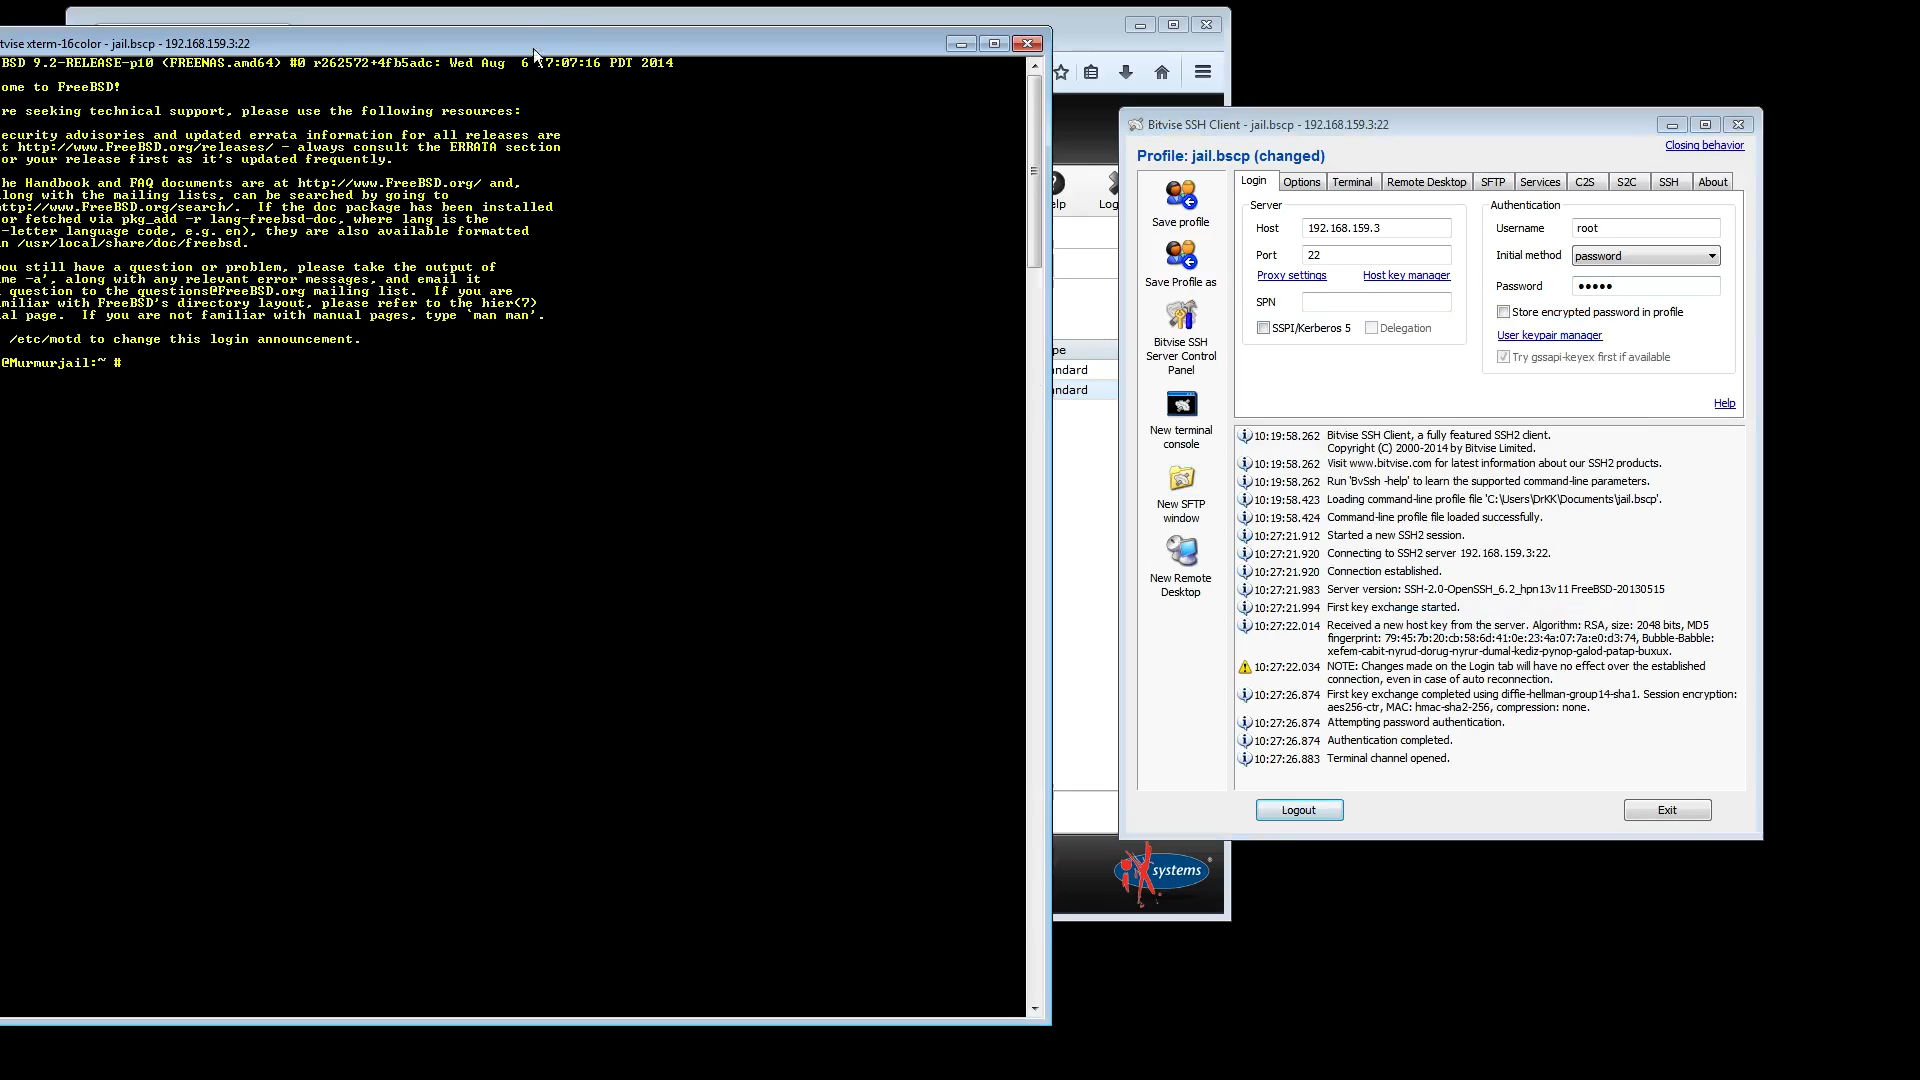 tvise xterm-16color - jail.bscp - 192.168.159.3:22
BSD 9.2-RELEASE-p10 (FREENAS.amd64) #0 r262572+4fb5adc: Wed Aug  6 17:07:16 PDT 2014
ome to FreeBSD!
re seeking technical support, please use the following resources:
ecurity advisories and updated errata information for all releases are
t http://www.FreeBSD.org/releases/ - always consult the ERRATA section
or your release first as it's updated frequently.
he Handbook and FAQ documents are at http://www.FreeBSD.org/ and,
along with the mailing lists, can be searched by going to
http://www.FreeBSD.org/search/.  If the doc package has been installed
or fetched via pkg_add -r lang-freebsd-doc, where lang is the
-letter language code, e.g. en), they are also available formatted
n /usr/local/share/doc/freebsd.
you still have a question or problem, please take the output of
me -a', along with any relevant error messages, and email it
question to the questions@FreeBSD.org mailing list.  If you are
miliar with FreeBSD's directory layout, please refer to the hier(7)
al page.  If you are not familiar with manual pages, type `man man'.
/etc/motd to change this login announcement.
@Murmurjail:~ #
elp
Log
pe
andard
andard
systems
Bitvise SSH Client - jail.bscp - 192.168.159.3:22
Closing behavior
Profile: jail.bscp (changed)
Save profile
Save Profile as
Bitvise SSH
Server Control
Panel
New terminal
console
New SFTP
window
New Remote
Desktop
Login Options Terminal Remote Desktop SFTP Services C2S S2C SSH About
Server
Host 192.168.159.3
Port 22
Proxy settings Host key manager
SPN
SSPI/Kerberos 5 Delegation
Authentication
Username root
Initial method password
Password •••••
Store encrypted password in profile
User keypair manager
Try gssapi-keyex first if available
Help
10:19:58.262 Bitvise SSH Client, a fully featured SSH2 client.
Copyright (C) 2000-2014 by Bitvise Limited.
10:19:58.262 Visit www.bitvise.com for latest information about our SSH2 products.
10:19:58.262 Run 'BvSsh -help' to learn the supported command-line parameters.
10:19:58.423 Loading command-line profile file 'C:\Users\DrKK\Documents\jail.bscp'.
10:19:58.424 Command-line profile file loaded successfully.
10:27:21.912 Started a new SSH2 session.
10:27:21.920 Connecting to SSH2 server 192.168.159.3:22.
10:27:21.920 Connection established.
10:27:21.983 Server version: SSH-2.0-OpenSSH_6.2_hpn13v11 FreeBSD-20130515
10:27:21.994 First key exchange started.
10:27:22.014 Received a new host key from the server. Algorithm: RSA, size: 2048 bits, MD5
fingerprint: 79:45:7b:20:cb:58:6d:41:0e:23:4a:07:7a:e0:d3:74, Bubble-Babble:
xefem-cabit-nyrud-dorug-nyrur-dumal-kediz-pynop-galod-patap-buxux.
10:27:22.034 NOTE: Changes made on the Login tab will have no effect over the established
connection, even in case of auto reconnection.
10:27:26.874 First key exchange completed using diffie-hellman-group14-sha1. Session encryption:
aes256-ctr, MAC: hmac-sha2-256, compression: none.
10:27:26.874 Attempting password authentication.
10:27:26.874 Authentication completed.
10:27:26.883 Terminal channel opened.
Logout Exit